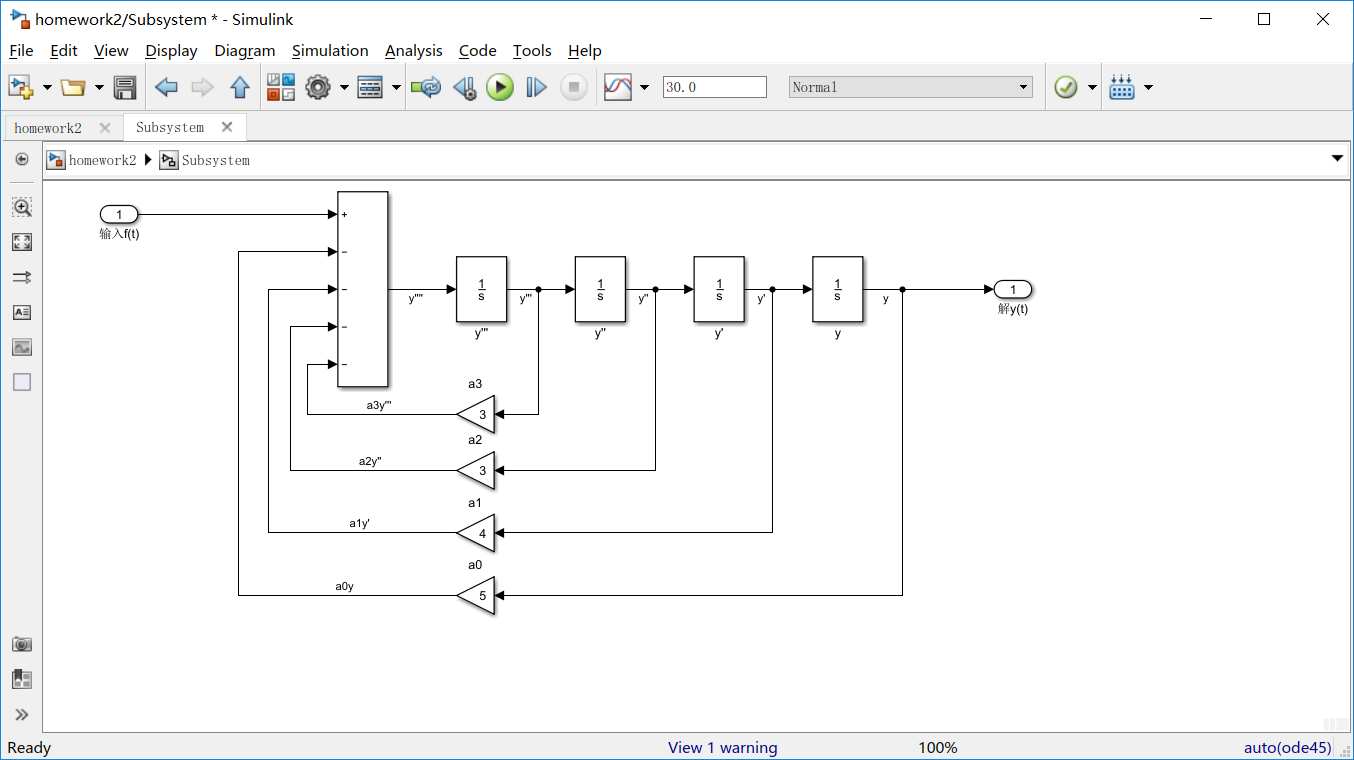 homework2/Subsystem * - Simulink
File Edit View Display Diagram Simulation Analysis Code Tools Help
30.0 Normal
homework2 Subsystem
homework2 Subsystem
1
输入f(t)
+
−
−
−
−
y''''
1
s
y'''
y'''
1
s
y''
y''
1
s
y'
y'
1
s
y
y
1
解y(t)
a3
a3y'''
3
a2
a2y''
3
a1
a1y'
4
a0
a0y
5
Ready View 1 warning 100% auto(ode45)